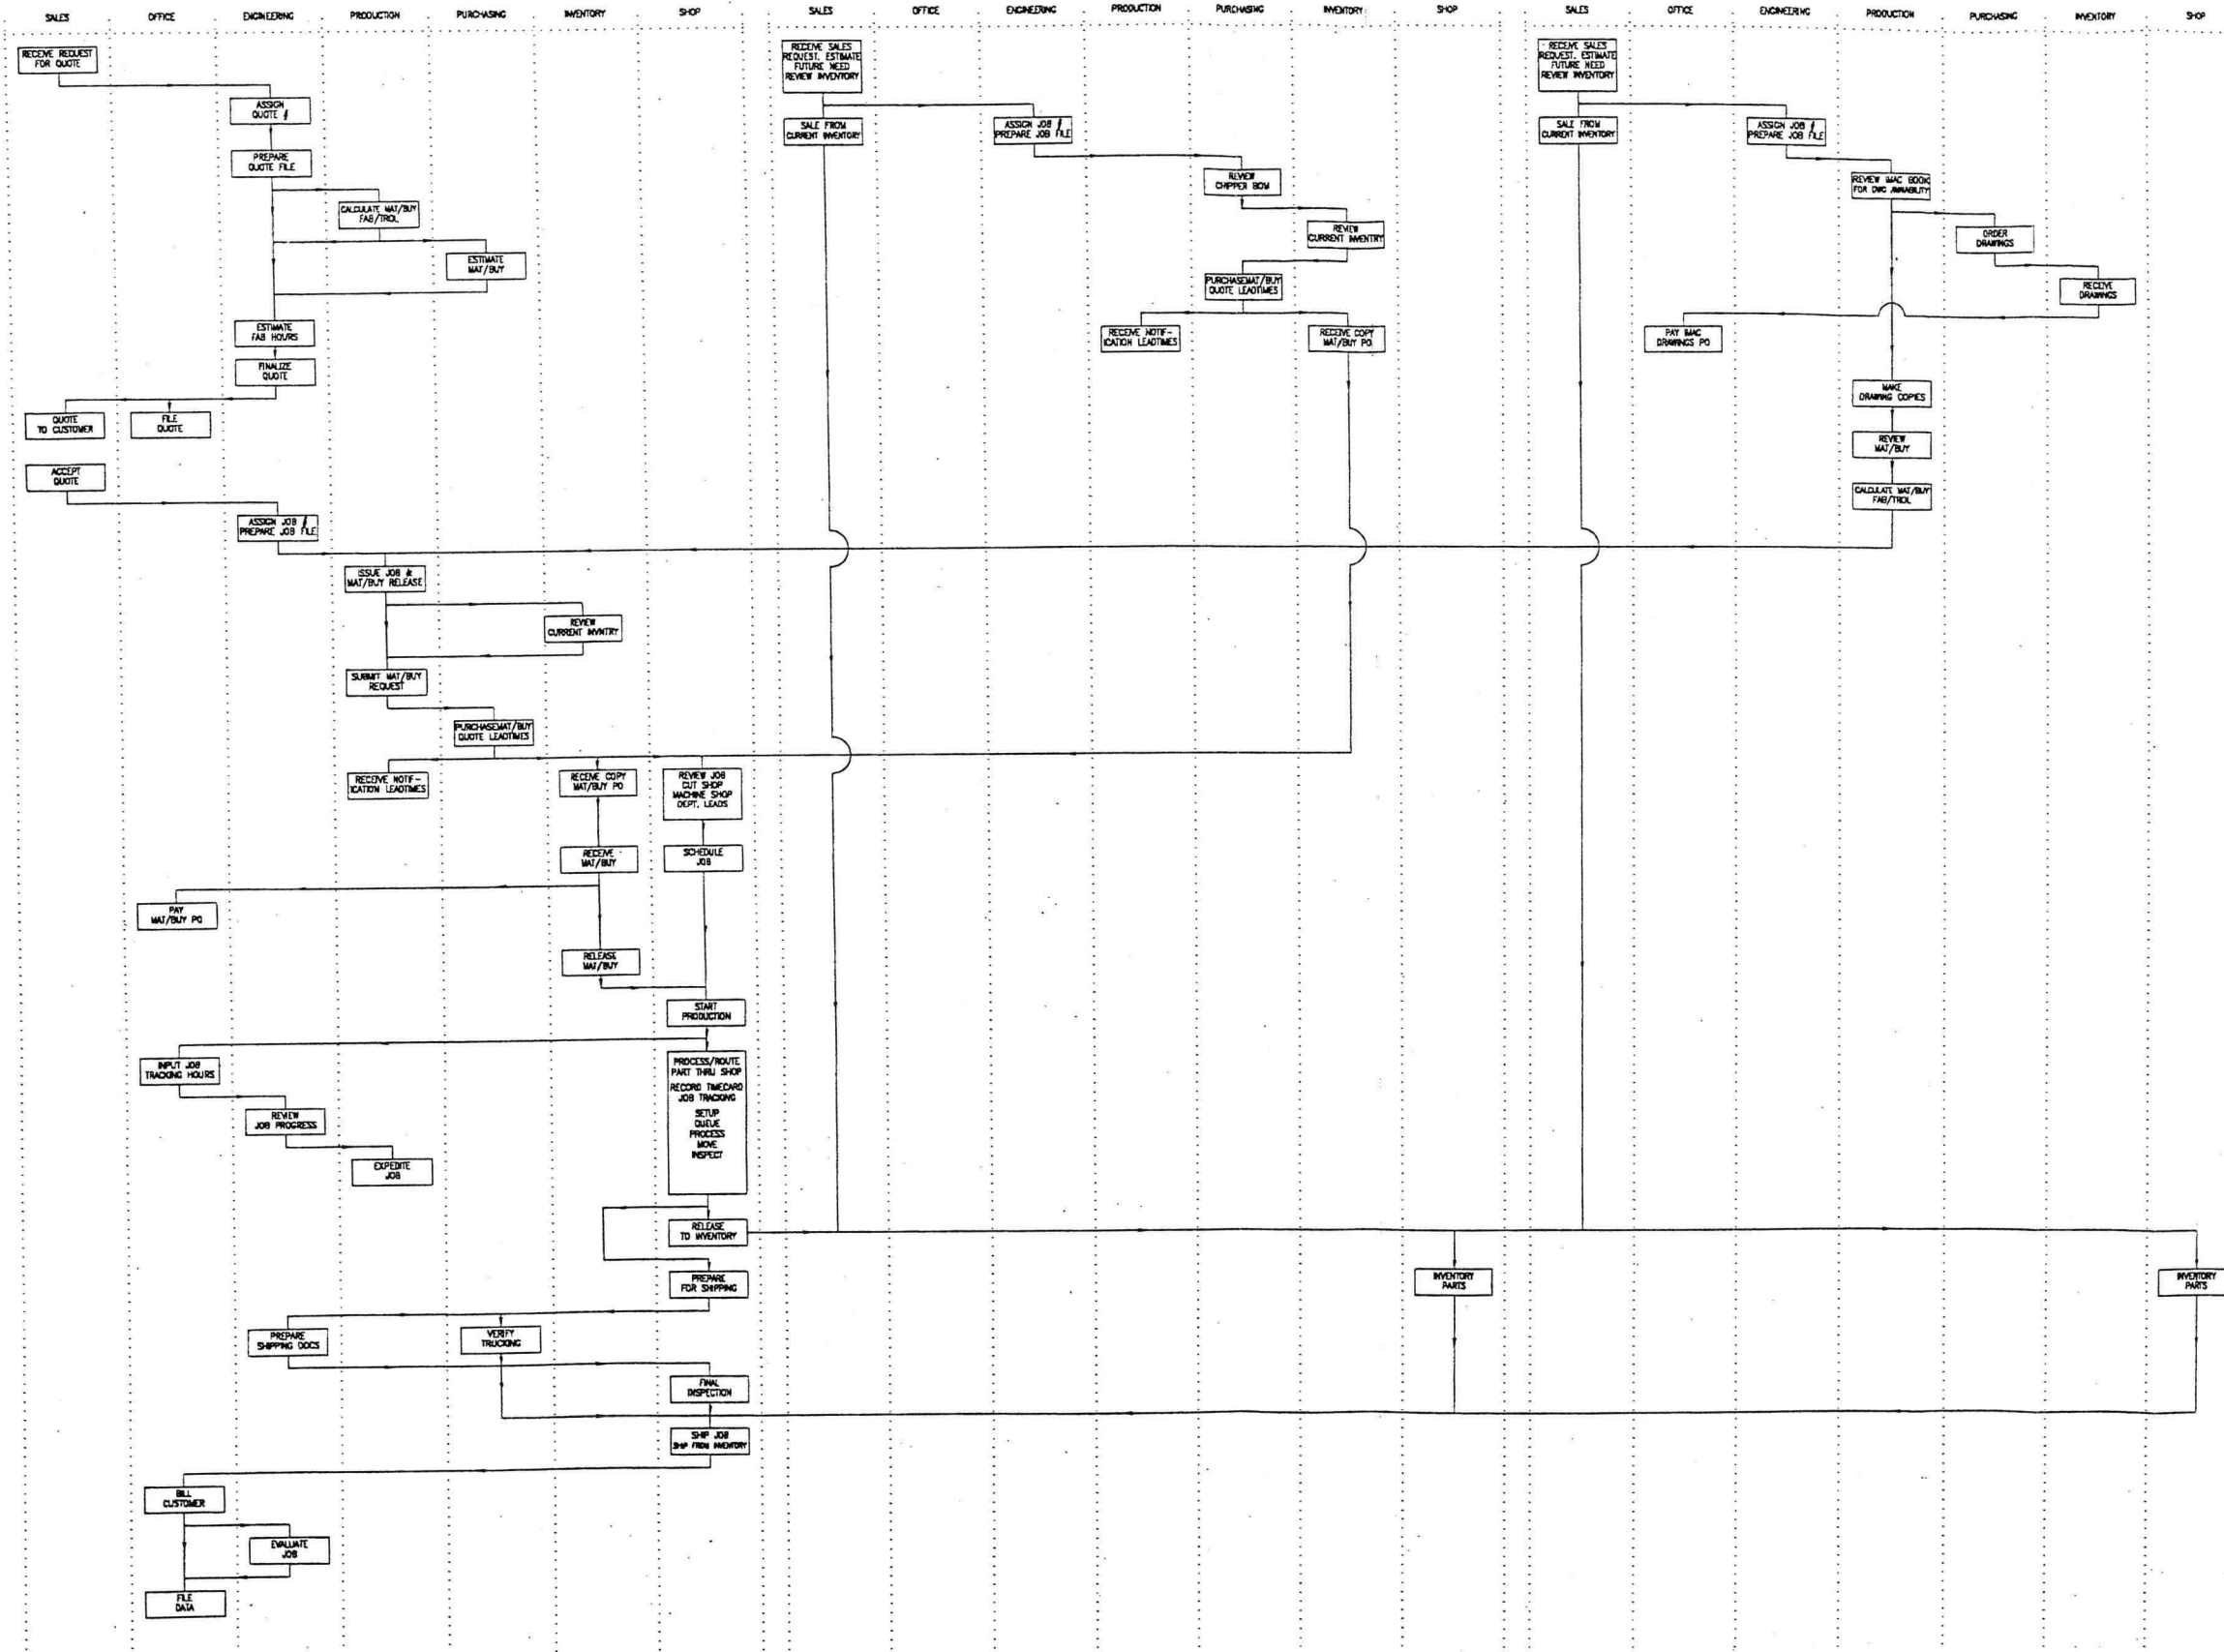 SALES
OFFICE
ENGINEERING
PRODUCTION
PURCHASING
INVENTORY
SHOP
SALES
OFFICE
ENGINEERING
PRODUCTION
PURCHASING
INVENTORY
SHOP
SALES
OFFICE
ENGINEERING
PRODUCTION
PURCHASING
INVENTORY
SHOP
RECEIVE REQUEST
FOR QUOTE
ASSIGN
QUOTE #
PREPARE
QUOTE FILE
CALCULATE MAT/BUY
FAB/TROL
ESTIMATE
MAT/BUY
ESTIMATE
FAB HOURS
FINALIZE
QUOTE
QUOTE
TO CUSTOMER
FILE
QUOTE
ACCEPT
QUOTE
ASSIGN JOB #
PREPARE JOB FILE
ISSUE JOB &
MAT/BUY RELEASE
REVIEW
CURRENT INVNTRY
SUBMIT MAT/BUY
REQUEST
PURCHASEMAT/BUY
QUOTE LEADTIMES
RECEIVE NOTIF-
ICATION LEADTIMES
RECEIVE COPY
MAT/BUY PO
REVIEW JOB
CUT SHOP
MACHINE SHOP
DEPT. LEADS
RECEIVE
MAT/BUY
SCHEDULE
JOB
PAY
MAT/BUY PO
RELEASE
MAT/BUY
START
PRODUCTION
INPUT JOB
TRACKING HOURS
PROCESS/ROUTE
PART THRU SHOP
RECORD TIMECARD
JOB TRACKING
SETUP
QUEUE
PROCESS
MOVE
INSPECT
REVIEW
JOB PROGRESS
EXPEDITE
JOB
RELEASE
TO INVENTORY
PREPARE
FOR SHIPPING
PREPARE
SHIPPING DOCS
VERIFY
TRUCKING
FINAL
INSPECTION
SHIP JOB
SHIP FROM INVENTORY
BILL
CUSTOMER
EVALUATE
JOB
FILE
DATA
RECEIVE SALES
REQUEST. ESTIMATE
FUTURE NEED
REVIEW INVENTORY
SALE FROM
CURRENT INVENTORY
ASSIGN JOB #
PREPARE JOB FILE
REVIEW
CHIPPER BOM
REVIEW
CURRENT INVENTRY
PURCHASEMAT/BUY
QUOTE LEADTIMES
RECEIVE NOTIF-
ICATION LEADTIMES
RECEIVE COPY
MAT/BUY PO
INVENTORY
PARTS
RECEIVE SALES
REQUEST. ESTIMATE
FUTURE NEED
REVIEW INVENTORY
SALE FROM
CURRENT INVENTORY
ASSIGN JOB #
PREPARE JOB FILE
REVIEW IMAC BOOK
FOR DWG AVAILABILITY
ORDER
DRAWINGS
RECEIVE
DRAWINGS
PAY IMAC
DRAWINGS PO
MAKE
DRAWING COPIES
REVIEW
MAT/BUY
CALCULATE MAT/BUY
FAB/TROL
INVENTORY
PARTS